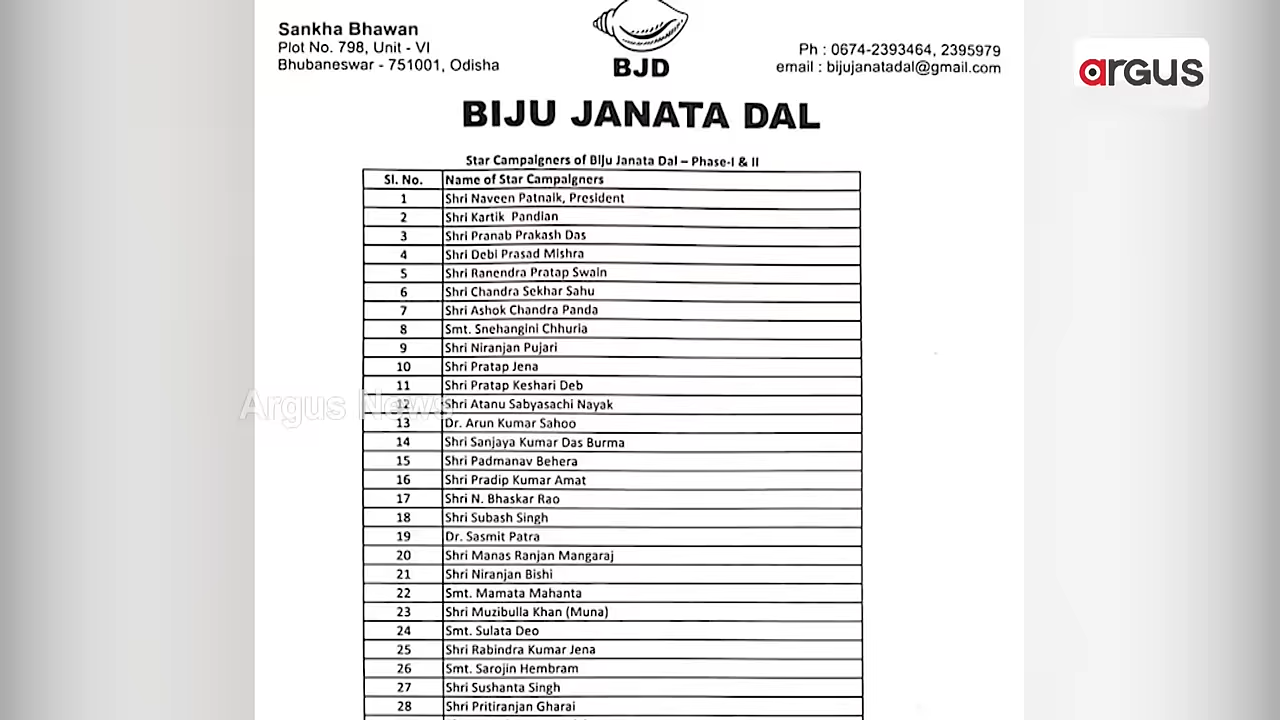 Sankha Bhawan
Plot No. 798, Unit - VI
Bhubaneswar - 751001, Odisha
BJD
Ph : 0674-2393464, 2395979
email : bijujanatadal@gmail.com
argus
BIJU JANATA DAL
Star Campaigners of Biju Janata Dal – Phase-I & II
Sl. No. Name of Star Campaigners
1 Shri Naveen Patnaik, President
2 Shri Kartik Pandian
3 Shri Pranab Prakash Das
4 Shri Debi Prasad Mishra
5 Shri Ranendra Pratap Swain
6 Shri Chandra Sekhar Sahu
7 Shri Ashok Chandra Panda
8 Smt. Snehangini Chhuria
9 Shri Niranjan Pujari
10 Shri Pratap Jena
11 Shri Pratap Keshari Deb
Argus News
12 Shri Atanu Sabyasachi Nayak
13 Dr. Arun Kumar Sahoo
14 Shri Sanjaya Kumar Das Burma
15 Shri Padmanav Behera
16 Shri Pradip Kumar Amat
17 Shri N. Bhaskar Rao
18 Shri Subash Singh
19 Dr. Sasmit Patra
20 Shri Manas Ranjan Mangaraj
21 Shri Niranjan Bishi
22 Smt. Mamata Mahanta
23 Shri Muzibulla Khan (Muna)
24 Smt. Sulata Deo
25 Shri Rabindra Kumar Jena
26 Smt. Sarojin Hembram
27 Shri Sushanta Singh
28 Shri Pritiranjan Gharai